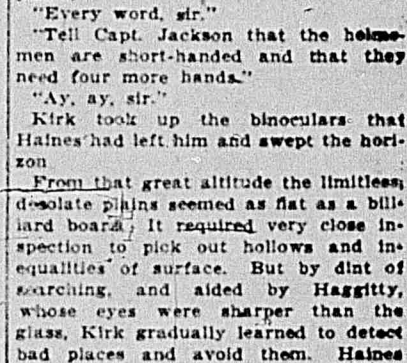 "Every word, sir."
"Tell Capt. Jackson that the helms-
men are short-handed and that they
need four more hands."
"Ay, ay, sir."
Kirk took up the binoculars that
Haines had left him and swept the hori-
zon
From that great altitude the limitless,
desolate plains seemed as flat as a bill-
iard board. It required very close in-
spection to pick out hollows and in-
equalities of surface. But by dint of
searching, and aided by Haggitty,
whose eyes were sharper than the
glass, Kirk gradually learned to detect
bad places and avoid them. Haines